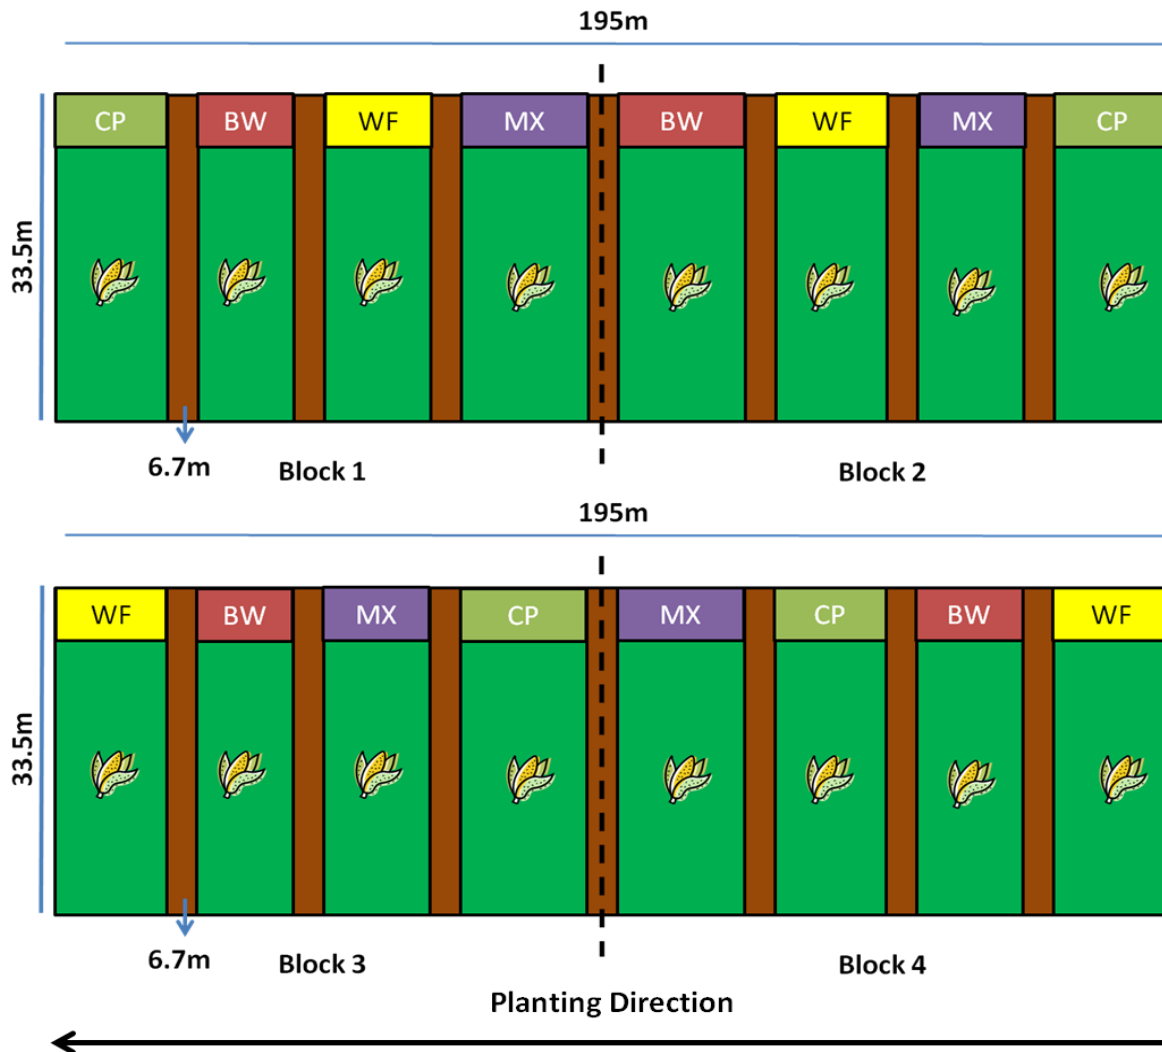 195m
CP BW WF MX BW WF MX CP
33.5m
6.7m
Block 1 Block 2
195m
WF BW MX CP MX CP BW WF
33.5m
6.7m
Block 3 Block 4
Planting Direction